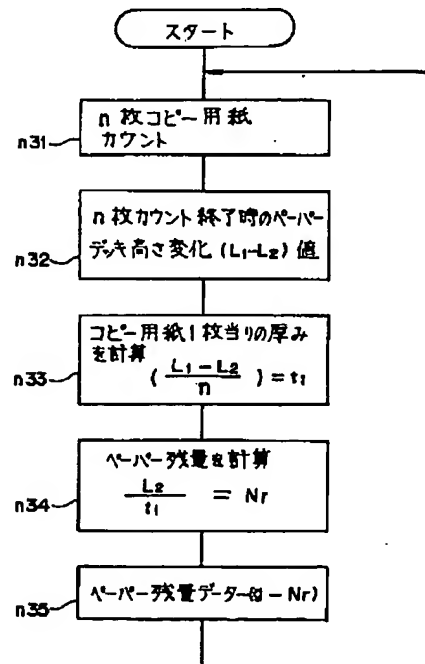 スタート
n31
n枚コピー用紙
カウント
n32
n枚カウント終了時のペーパー
デッキ高さ変化 (L1-L2) 値
n33
コピー用紙1枚当りの厚み
を計算
( L1-L2 / n ) = t1
n34
ペーパー残量を計算
L2 / t1 = Nr
n35
ペーパー残量データー( - Nr)